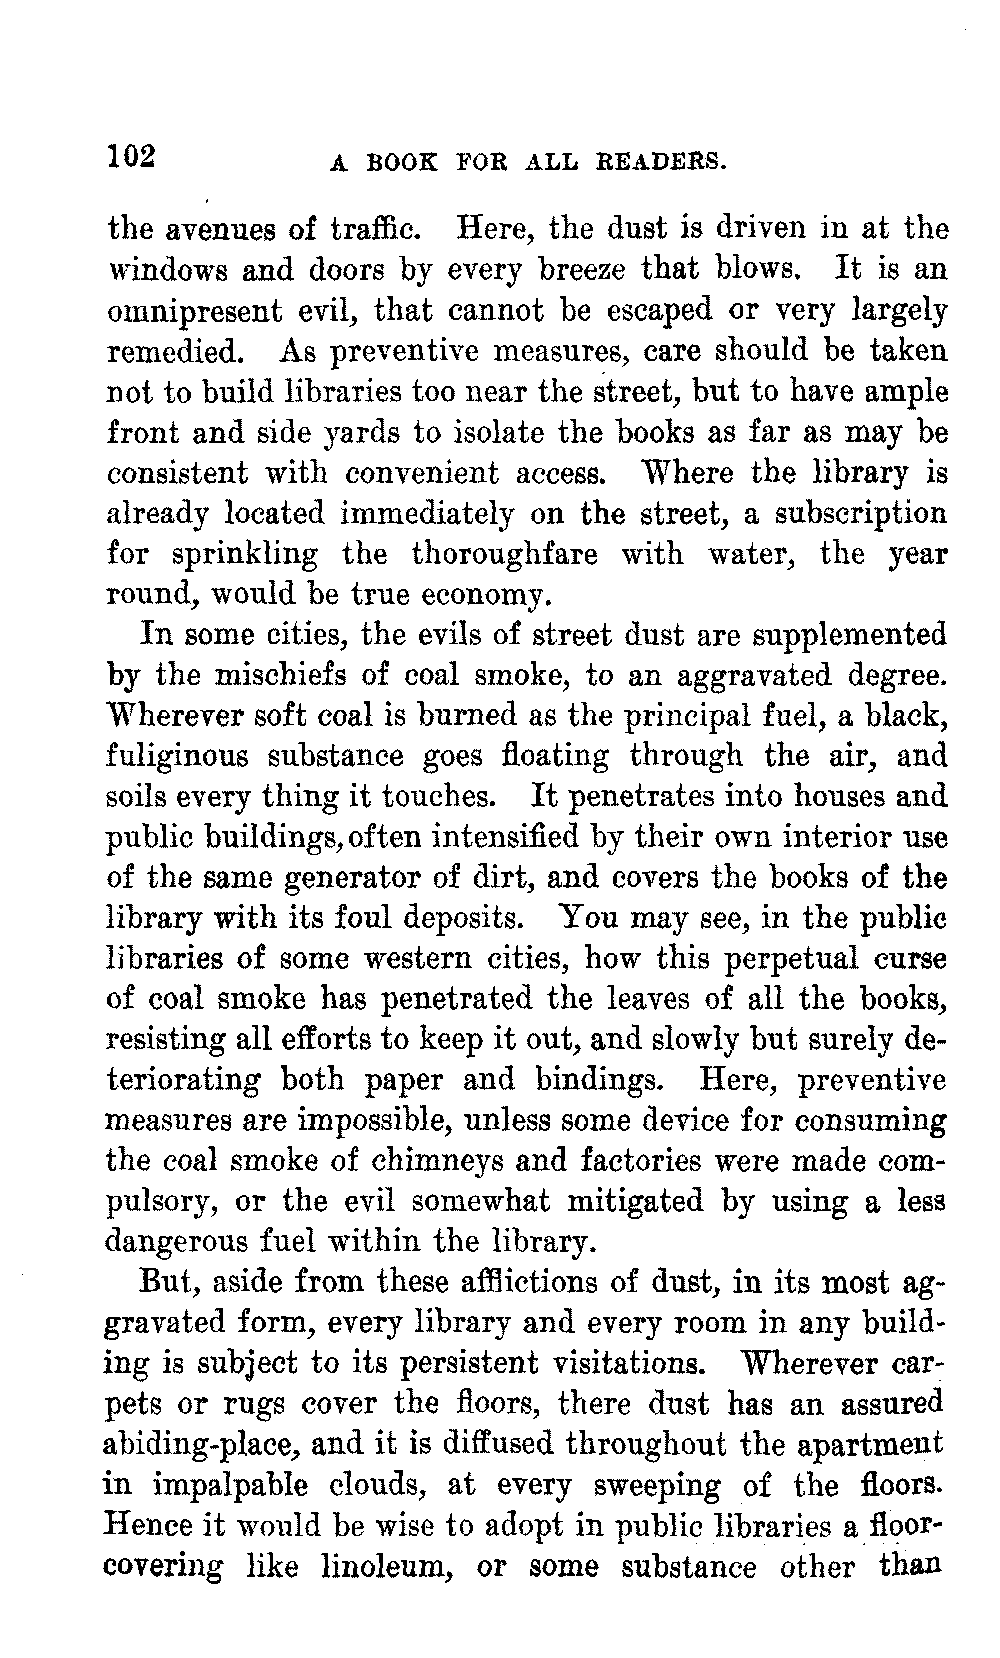 102 A BOOK FOR ALL READERS.
the avenues of traffic. Here, the dust is driven in at the
windows and doors by every breeze that blows. It is an
omnipresent evil, that cannot be escaped or very largely
remedied. As preventive measures, care should be taken
not to build libraries too near the street, but to have ample
front and side yards to isolate the books as far as may be
consistent with convenient access. Where the library is
already located immediately on the street, a subscription
for sprinkling the thoroughfare with water, the year
round, would be true economy.
In some cities, the evils of street dust are supplemented
by the mischiefs of coal smoke, to an aggravated degree.
Wherever soft coal is burned as the principal fuel, a black,
fuliginous substance goes floating through the air, and
soils every thing it touches. It penetrates into houses and
public buildings, often intensified by their own interior use
of the same generator of dirt, and covers the books of the
library with its foul deposits. You may see, in the public
libraries of some western cities, how this perpetual curse
of coal smoke has penetrated the leaves of all the books,
resisting all efforts to keep it out, and slowly but surely de-
teriorating both paper and bindings. Here, preventive
measures are impossible, unless some device for consuming
the coal smoke of chimneys and factories were made com-
pulsory, or the evil somewhat mitigated by using a less
dangerous fuel within the library.
But, aside from these afflictions of dust, in its most ag-
gravated form, every library and every room in any build-
ing is subject to its persistent visitations. Wherever car-
pets or rugs cover the floors, there dust has an assured
abiding-place, and it is diffused throughout the apartment
in impalpable clouds, at every sweeping of the floors.
Hence it would be wise to adopt in public libraries a floor-
covering like linoleum, or some substance other than